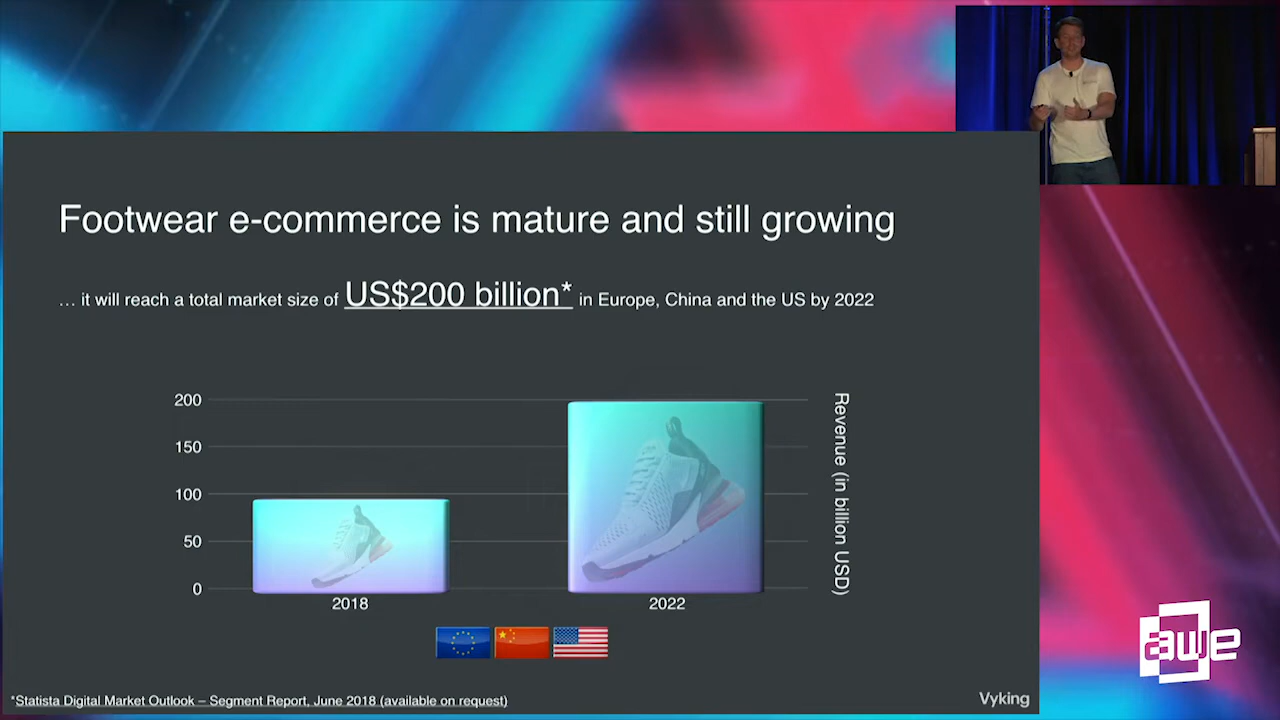 Footwear e-commerce is mature and still growing
… it will reach a total market size of US$200 billion* in Europe, China and the US by 2022
200
150
100
50
0
2018
2022
Revenue (in billion USD)
*Statista Digital Market Outlook – Segment Report, June 2018 (available on request)
Vyking
awe